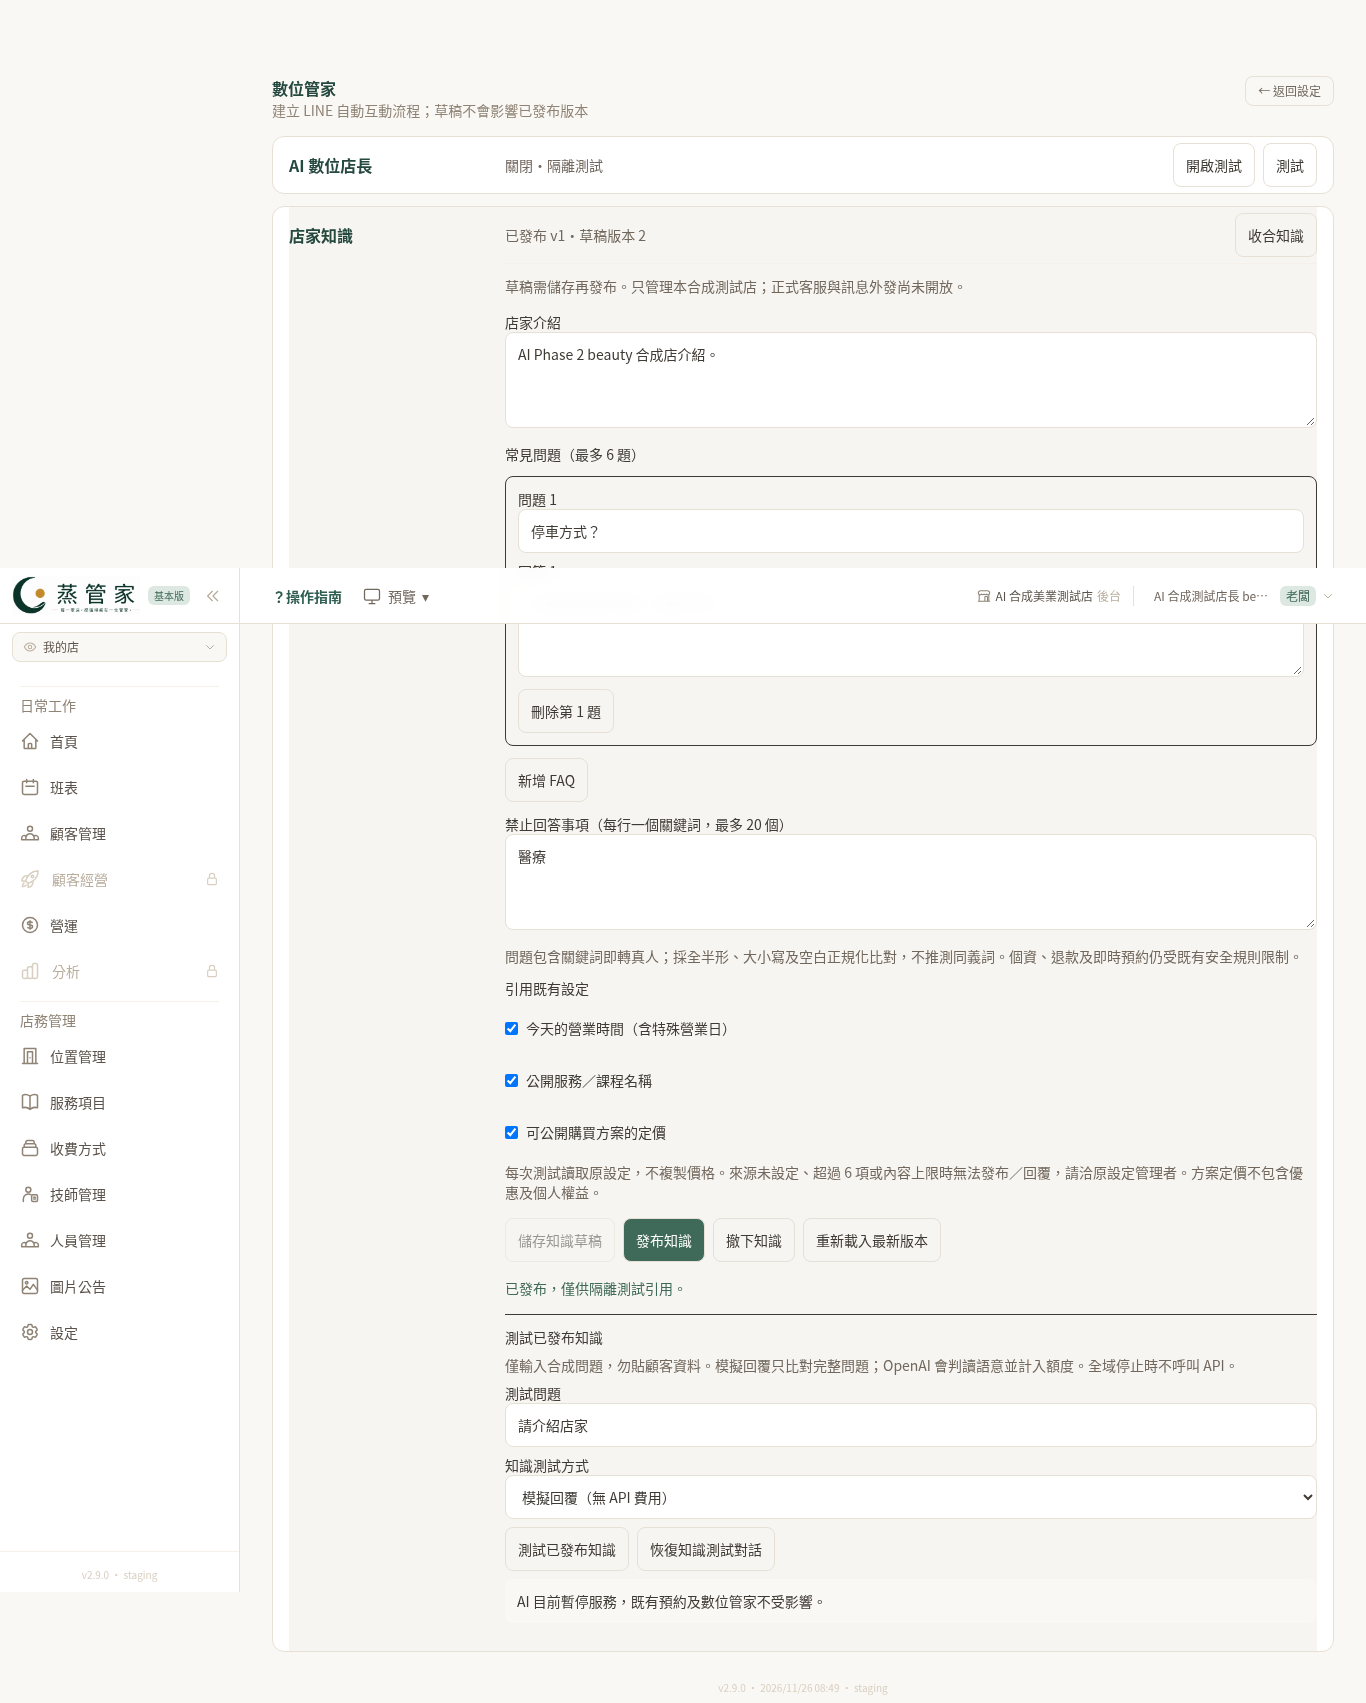 數位管家
建立 LINE 自動互動流程；草稿不會影響已發布版本
← 返回設定
AI 數位店長
關閉・隔離測試
開啟測試
測試
店家知識
已發布 v1・草稿版本 2
收合知識
草稿需儲存再發布。只管理本合成測試店；正式客服與訊息外發尚未開放。
店家介紹
AI Phase 2 beauty 合成店介紹。
常見問題（最多 6 題）
問題 1
停車方式？
蒸管家
基本版
？操作指南
預覽 ▾
AI 合成美業測試店 後台
AI 合成測試店長 be…
老闆
我的店
日常工作
首頁
班表
顧客管理
顧客經營
營運
分析
店務管理
位置管理
服務項目
收費方式
技師管理
人員管理
圖片公告
設定
v2.9.0 ・ staging
刪除第 1 題
新增 FAQ
禁止回答事項（每行一個關鍵詞，最多 20 個）
醫療
問題包含關鍵詞即轉真人；採全半形、大小寫及空白正規化比對，不推測同義詞。個資、退款及即時預約仍受既有安全規則限制。
引用既有設定
今天的營業時間（含特殊營業日）
公開服務／課程名稱
可公開購買方案的定價
每次測試讀取原設定，不複製價格。來源未設定、超過 6 項或內容上限時無法發布／回覆，請洽原設定管理者。方案定價不包含優
惠及個人權益。
儲存知識草稿
發布知識
撤下知識
重新載入最新版本
已發布，僅供隔離測試引用。
測試已發布知識
僅輸入合成問題，勿貼顧客資料。模擬回覆只比對完整問題；OpenAI 會判讀語意並計入額度。全域停止時不呼叫 API。
測試問題
請介紹店家
知識測試方式
模擬回覆（無 API 費用）
測試已發布知識
恢復知識測試對話
AI 目前暫停服務，既有預約及數位管家不受影響。
v2.9.0 ・ 2026/11/26 08:49 ・ staging